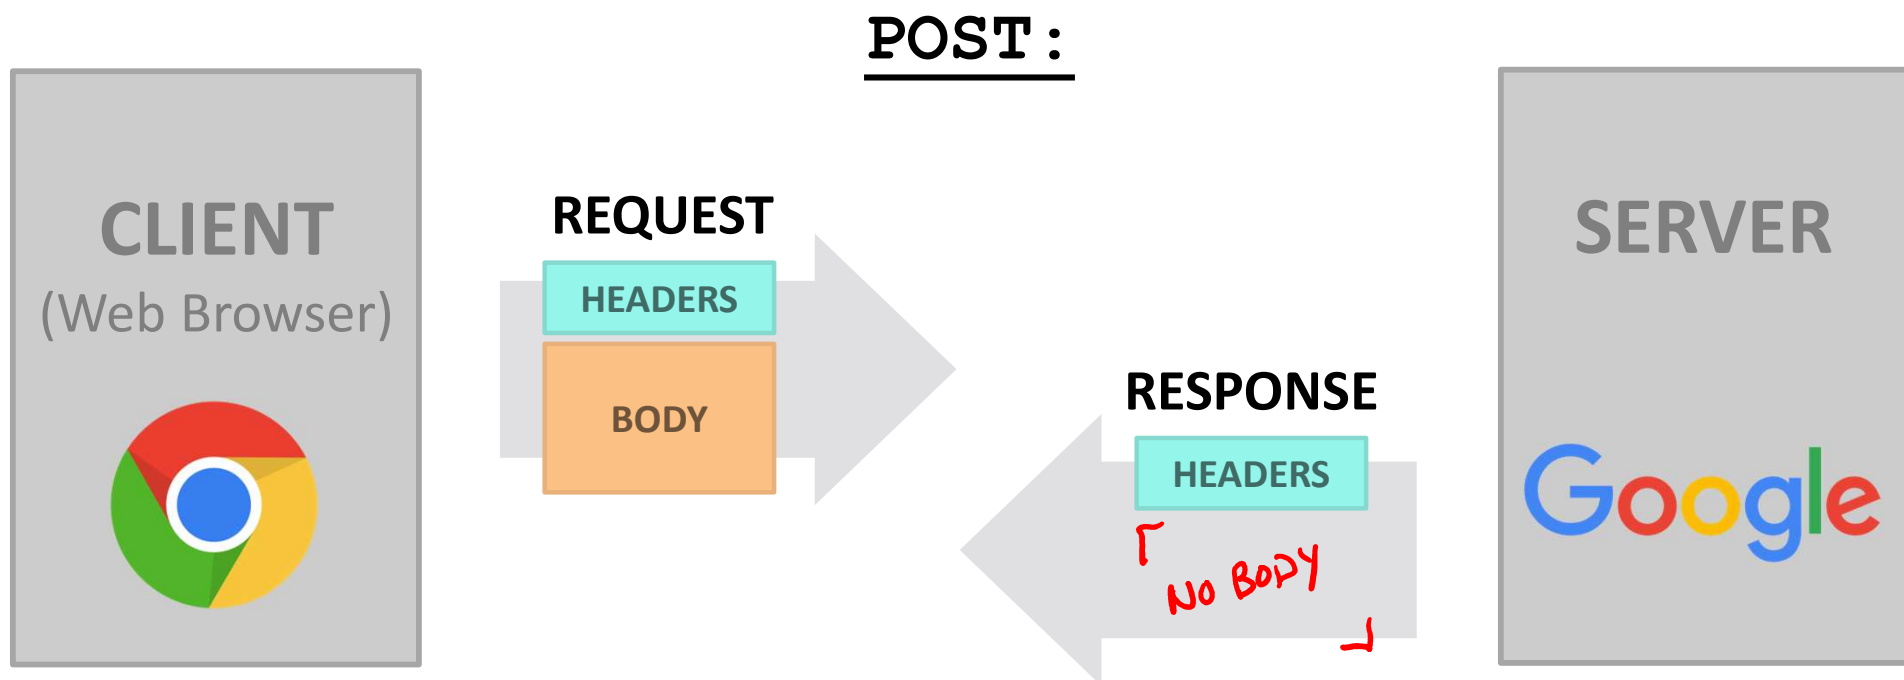 POST:
CLIENT
(Web Browser)
REQUEST
HEADERS
BODY
RESPONSE
HEADERS
NO BODY
SERVER
Google